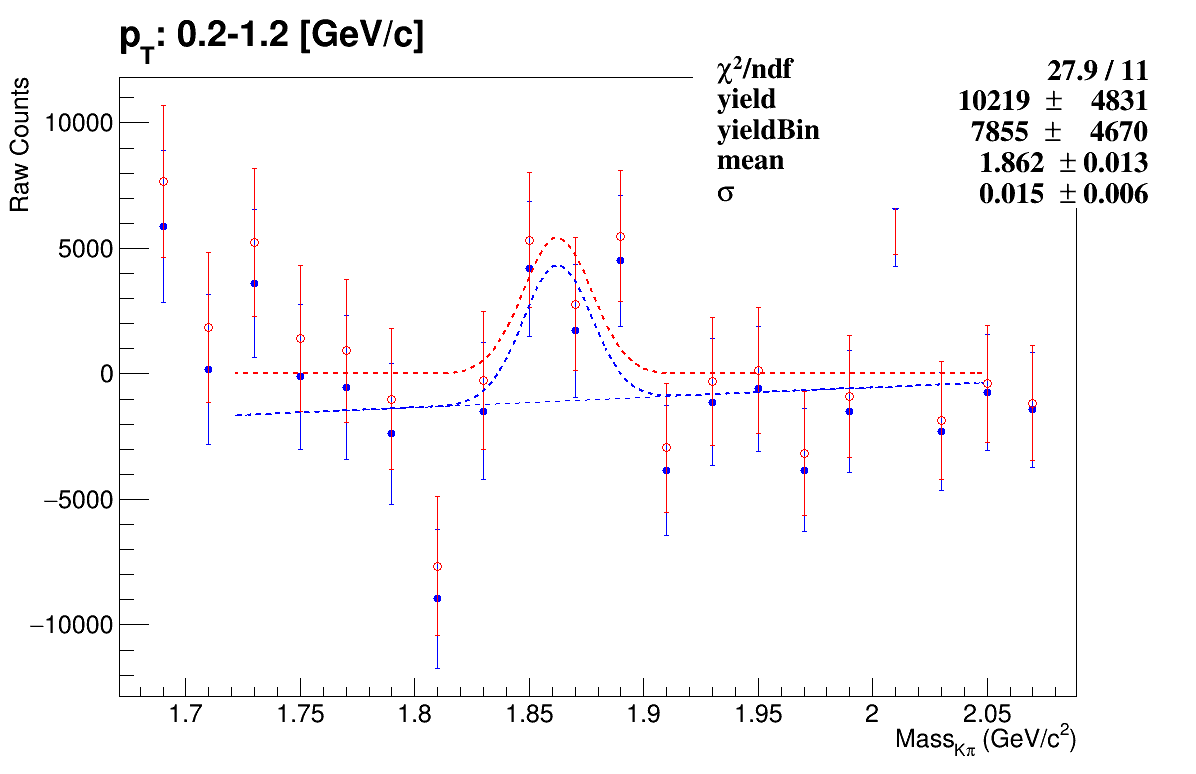 pT: 0.2-1.2 [GeV/c]
χ²/ndf 27.9 / 11
yield 10219 ± 4831
yieldBin 7855 ± 4670
mean 1.862 ± 0.013
σ 0.015 ± 0.006
Raw Counts
10000
5000
0
−5000
−10000
1.7 1.75 1.8 1.85 1.9 1.95 2 2.05
MassKπ (GeV/c²)